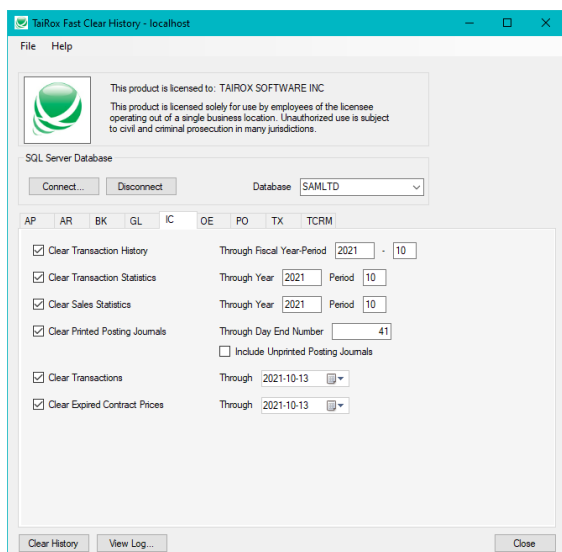 TaiRox Fast Clear History - localhost
File Help
This product is licensed to: TAIROX SOFTWARE INC
This product is licensed solely for use by employees of the licensee
operating out of a single business location. Unauthorized use is subject
to civil and criminal prosecution in many jurisdictions.
SQL Server Database
Connect... Disconnect Database SAMLTD
AP AR BK GL IC OE PO TX TCRM
Clear Transaction History Through Fiscal Year-Period 2021 - 10
Clear Transaction Statistics Through Year 2021 Period 10
Clear Sales Statistics Through Year 2021 Period 10
Clear Printed Posting Journals Through Day End Number 41
Include Unprinted Posting Journals
Clear Transactions Through 2021-10-13
Clear Expired Contract Prices Through 2021-10-13
Clear History View Log... Close